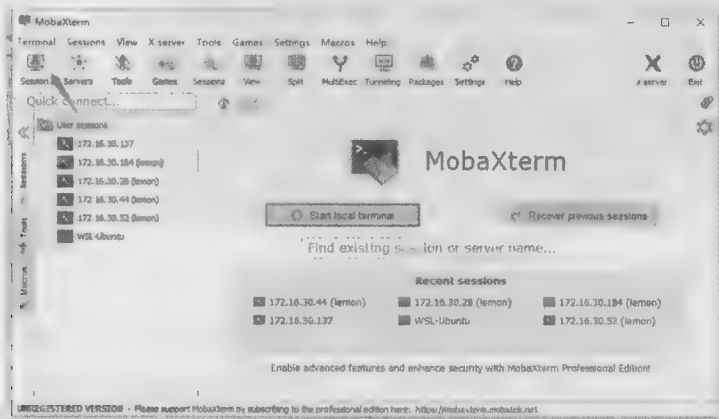 MobaXterm
Terminal Sessions View X server Tools Games Settings Macros Help
Session Servers Tools Games Sessions View Split MultiExec Tunneling Packages Settings Help X server Exit
Quick connect...
User sessions
172.16.30.137
172.16.30.184 (lemon)
172.16.30.28 (lemon)
172.16.30.44 (lemon)
172.16.30.52 (lemon)
WSL-Ubuntu
Sessions
Tools
Macros
MobaXterm
Start local terminal
Recover previous sessions
Find existing session or server name...
Recent sessions
172.16.30.44 (lemon) 172.16.30.28 (lemon) 172.16.30.184 (lemon)
172.16.30.137 WSL-Ubuntu 172.16.30.52 (lemon)
Enable advanced features and enhance security with MobaXterm Professional Edition!
UNREGISTERED VERSION - Please support MobaXterm by subscribing to the professional edition here: https://mobaxterm.mobatek.net